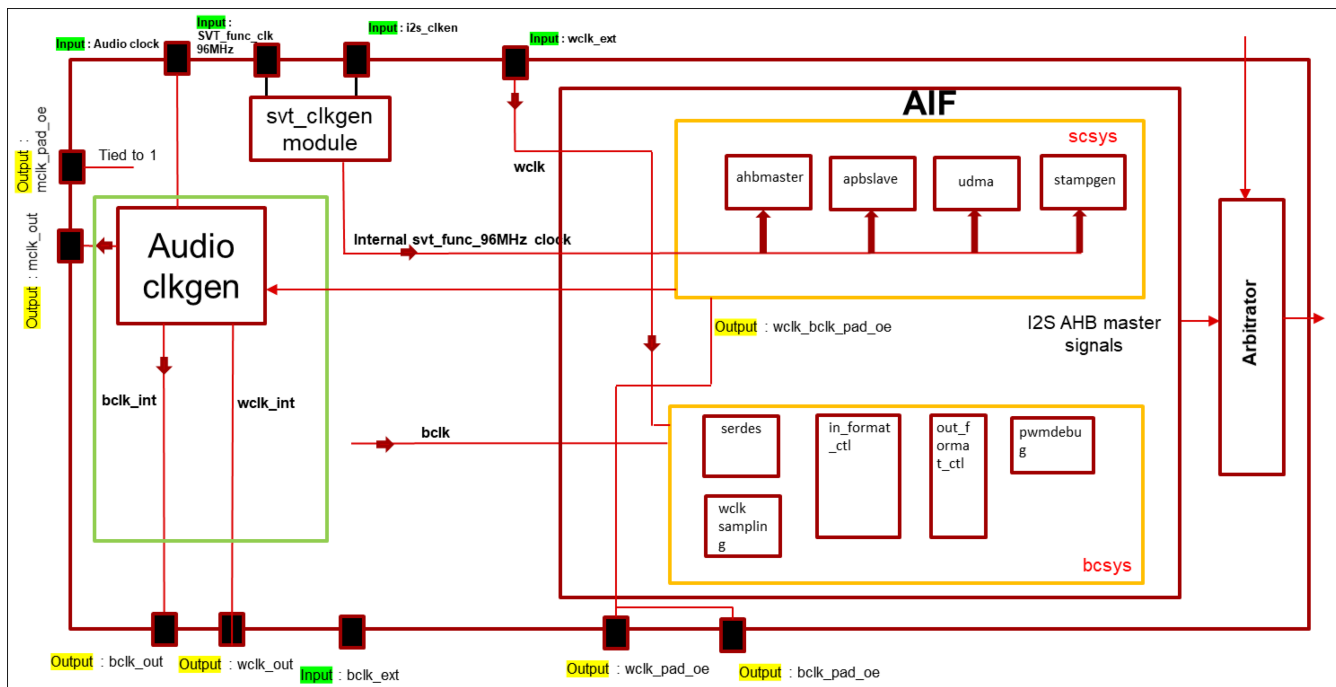 Input : Audio clock
Input :
SVT_func_clk
96MHz
Input : i2s_clken
Input : wclk_ext
Output :
mclk_pad_oe
Tied to 1
svt_clkgen
module
wclk
AIF
scsys
ahbmaster
apbslave
udma
stampgen
Output : mclk_out
Audio
clkgen
Internal_svt_func_96MHz clock
Output : wclk_bclk_pad_oe
I2S AHB master
signals
Arbitrator
bclk_int
wclk_int
bclk
serdes
in_format
_ctl
out_f
orma
t_ctl
pwmdebu
g
wclk
samplin
g
bcsys
Output : bclk_out
Output : wclk_out
Input : bclk_ext
Output : wclk_pad_oe
Output : bclk_pad_oe